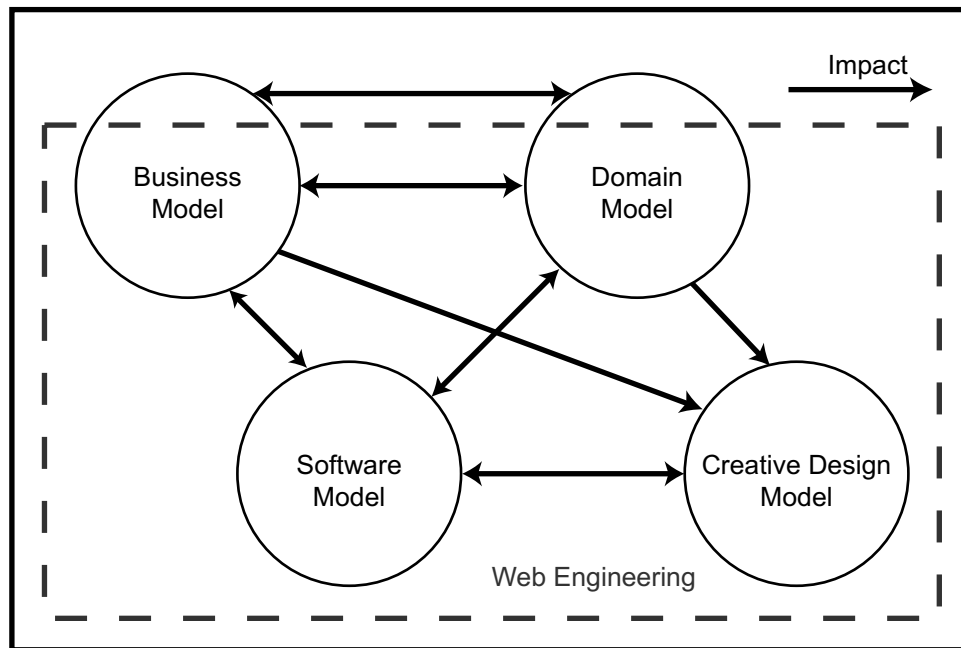 Impact
Business
Model
Domain
Model
Software
Model
Creative Design
Model
Web Engineering